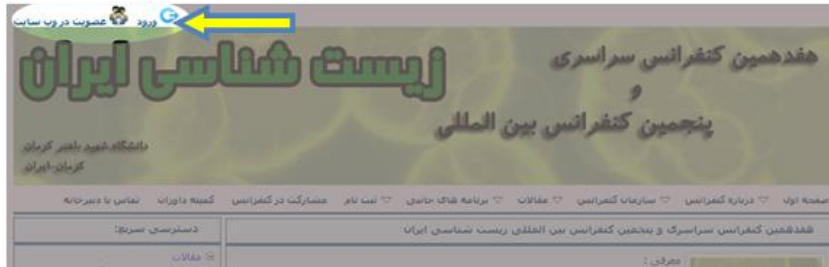 ورود عضویت در وب سایت
هفدهمین کنفرانس سراسری
و
پنجمین کنفرانس بین المللی
زیست شناسی ایران
دانشگاه شهید باهنر کرمان
کرمان-ایران
صفحه اول درباره کنفرانس سازمان کنفرانس مقالات برنامه های جانبی ثبت نام مشارکت در کنفرانس کمیته داوران تماس با دبیرخانه
هفدهمین کنفرانس سراسری و پنجمین کنفرانس بین المللی زیست شناسی ایران
دسترسی سریع:
معرفی :
مقالات